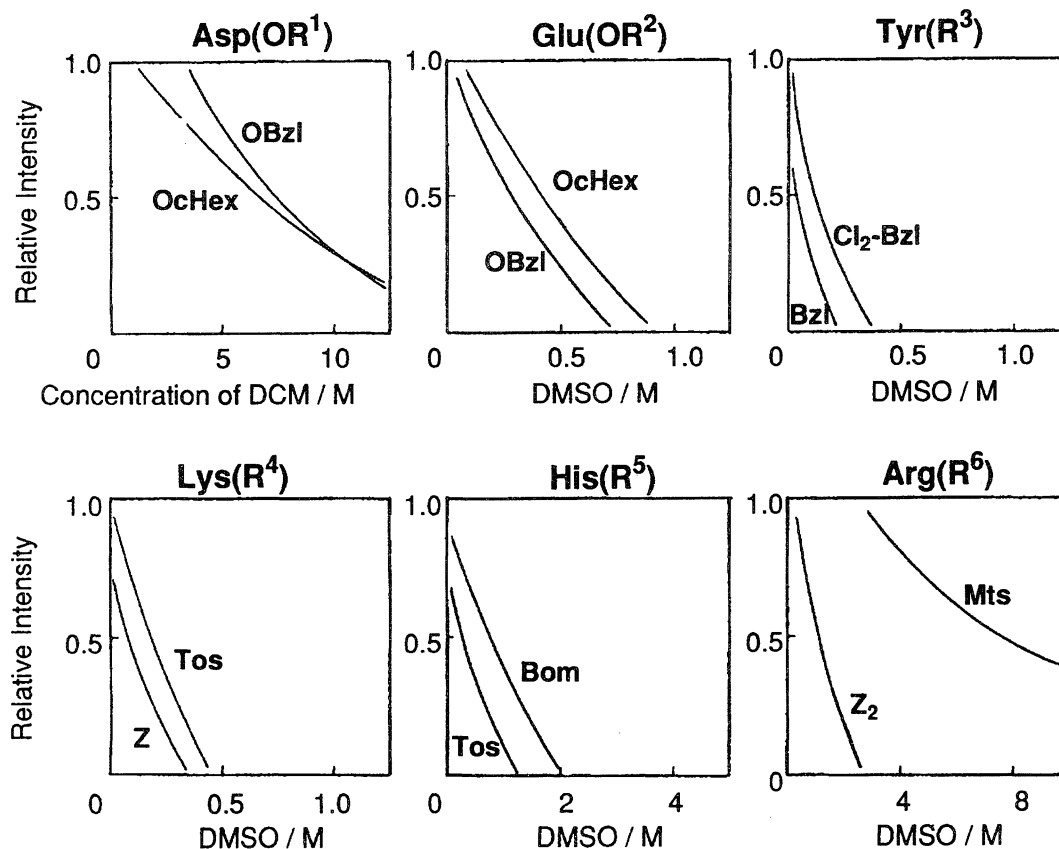 Asp(OR¹)
1.0
OBzl
0.5
OcHex
Relative Intensity
0 5 10
Concentration of DCM / M
Glu(OR²)
1.0
OcHex
0.5
OBzl
0 0.5 1.0
DMSO / M
Tyr(R³)
1.0
0.5
Cl₂-Bzl
Bzl
0 0.5 1.0
DMSO / M
Lys(R⁴)
1.0
0.5
Tos
Z
Relative Intensity
0 0.5 1.0
DMSO / M
His(R⁵)
1.0
0.5
Bom
Tos
0 2 4
DMSO / M
Arg(R⁶)
1.0
Mts
0.5
Z₂
0
4 8
DMSO / M